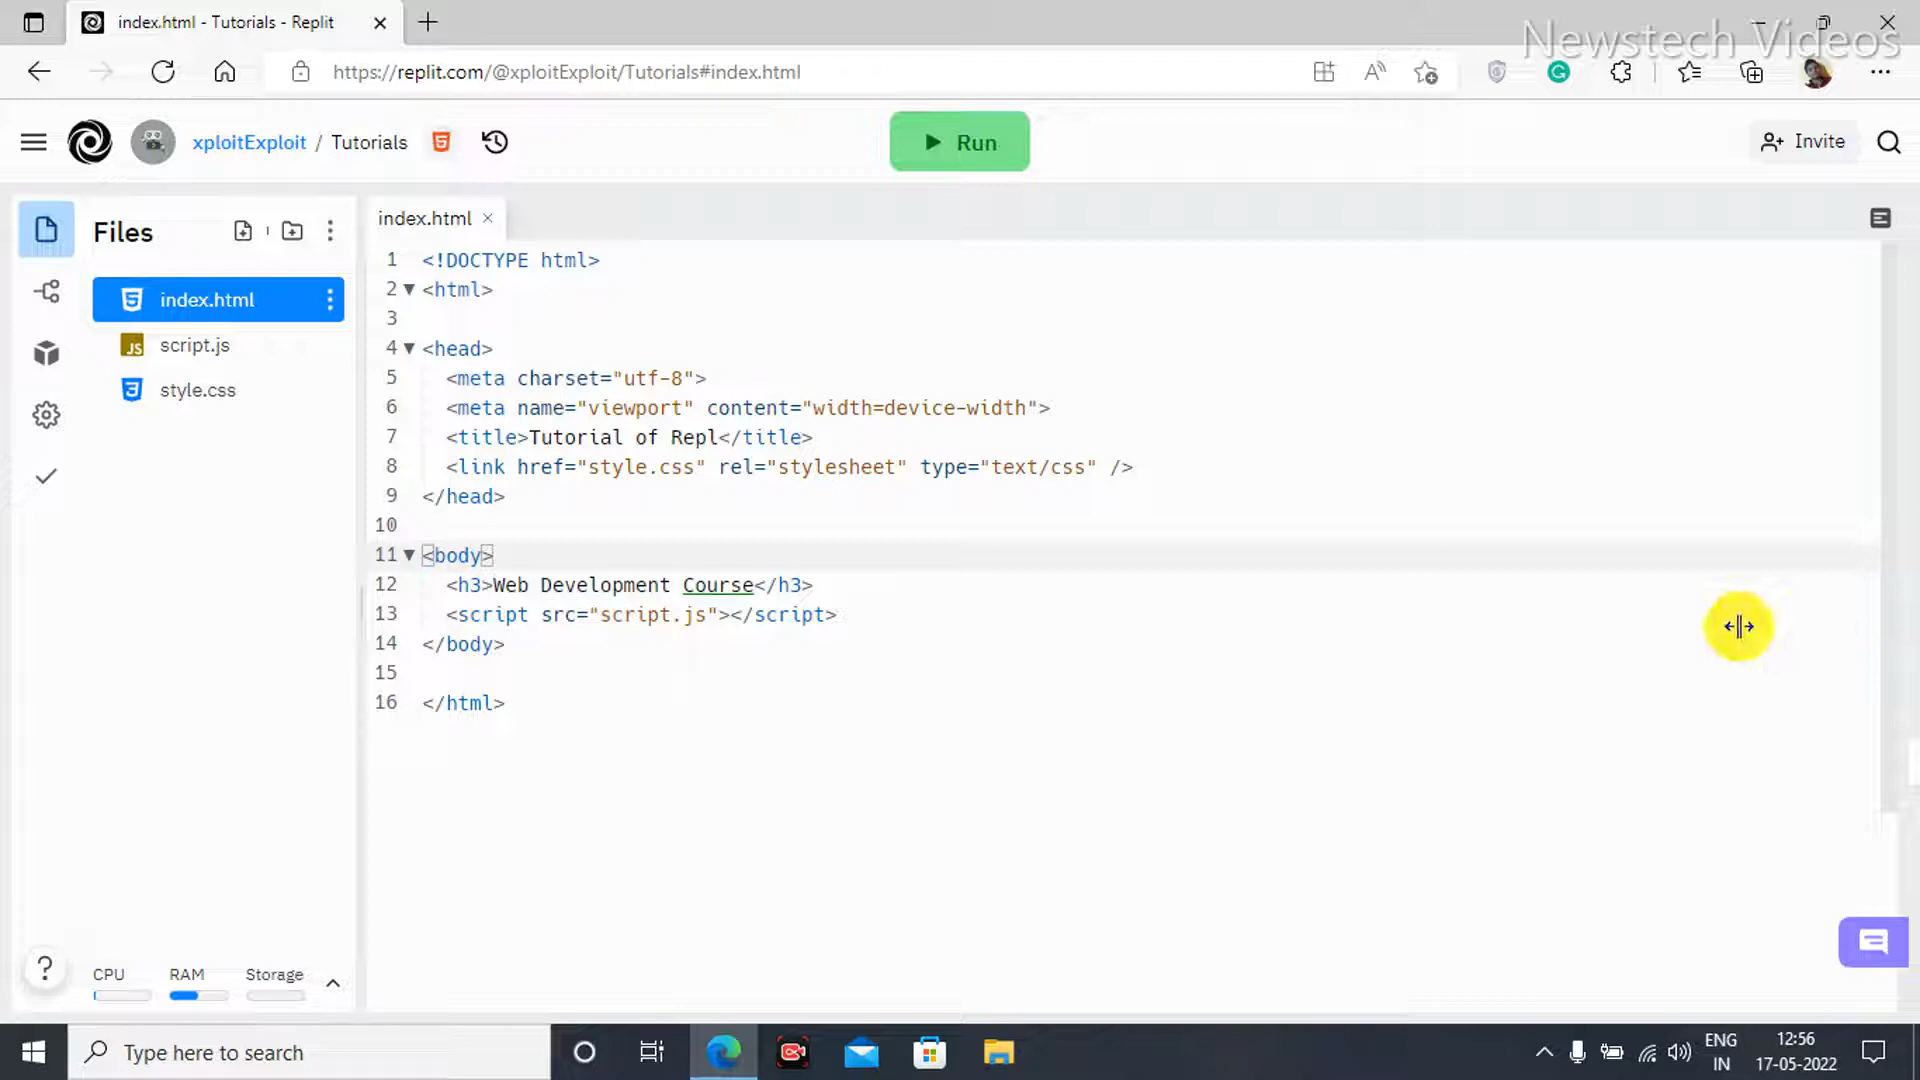 index.html - Tutorials - Replit
Newstech Videos
https://replit.com/@xploitExploit/Tutorials#index.html
xploitExploit / Tutorials
Run
Invite
Files
index.html
script.js
style.css
index.html
1 <!DOCTYPE html>
2 <html>
3
4 <head>
5 <meta charset="utf-8">
6 <meta name="viewport" content="width=device-width">
7 <title>Tutorial of Repl</title>
8 <link href="style.css" rel="stylesheet" type="text/css" />
9 </head>
10
11 <body>
12 <h3>Web Development Course</h3>
13 <script src="script.js"></script>
14 </body>
15
16 </html>
CPU RAM Storage
Type here to search
ENG
IN
12:56
17-05-2022